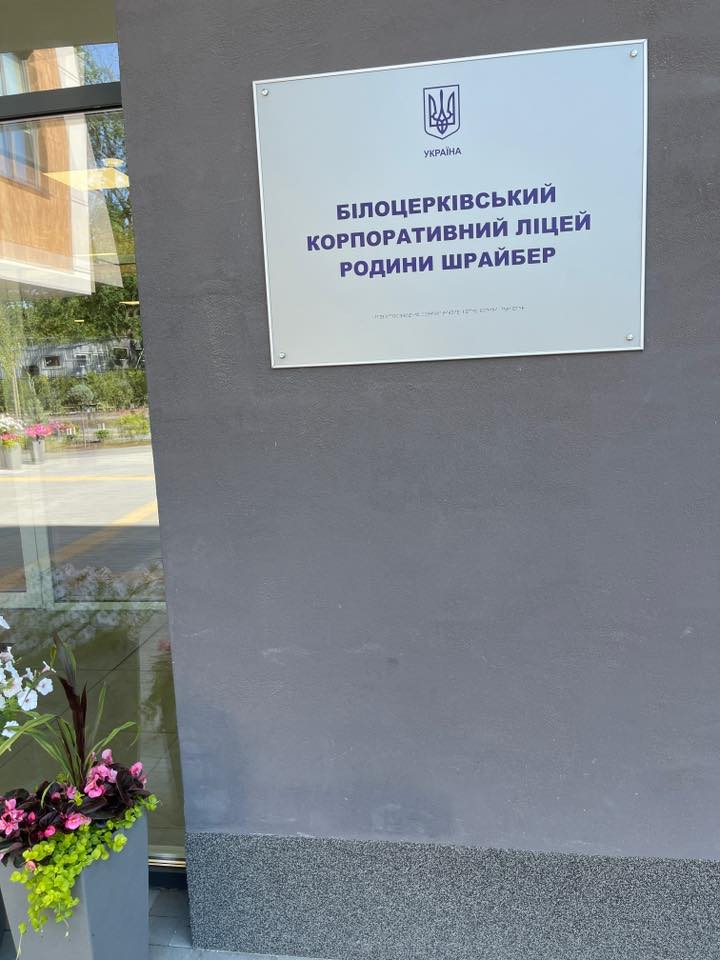 УКРАЇНА
БІЛОЦЕРКІВСЬКИЙ
КОРПОРАТИВНИЙ ЛІЦЕЙ
РОДИНИ ШРАЙБЕР